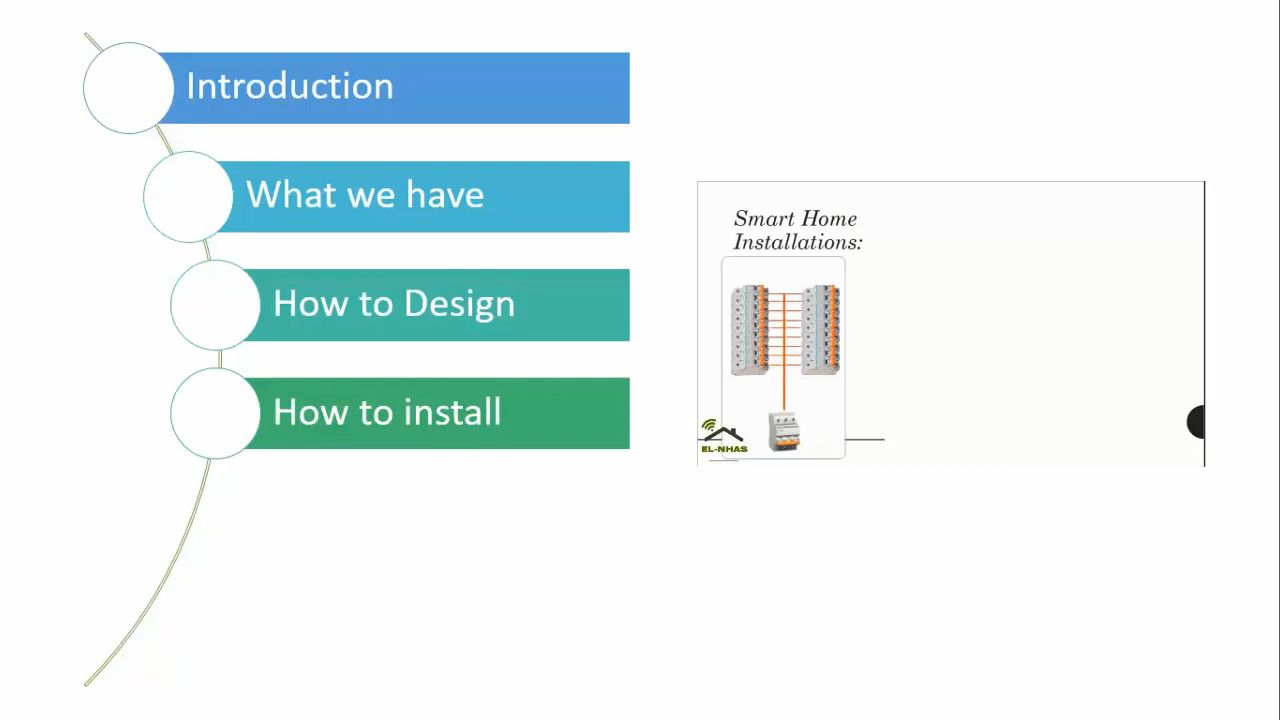 Introduction
What we have
How to Design
How to install
Smart Home
Installations:
EL-NHAS